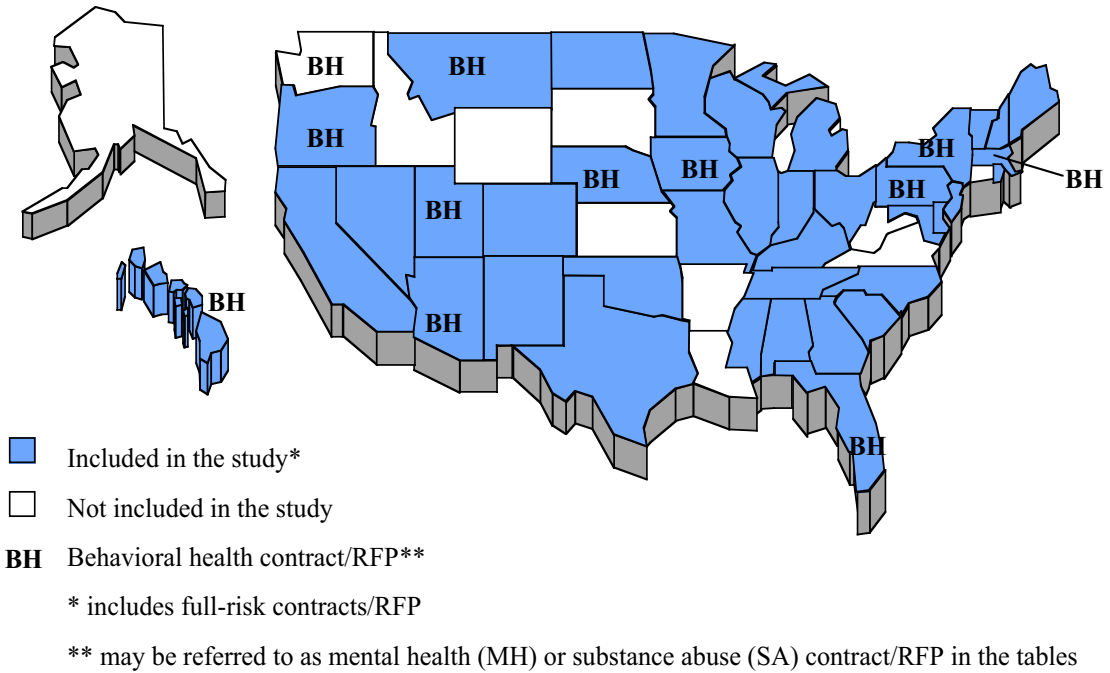 BH
BH
BH
BH
BH
BH
BH
BH
BH
BH
BH
BH
Included in the study*
Not included in the study
BH Behavioral health contract/RFP**
* includes full-risk contracts/RFP
** may be referred to as mental health (MH) or substance abuse (SA) contract/RFP in the tables